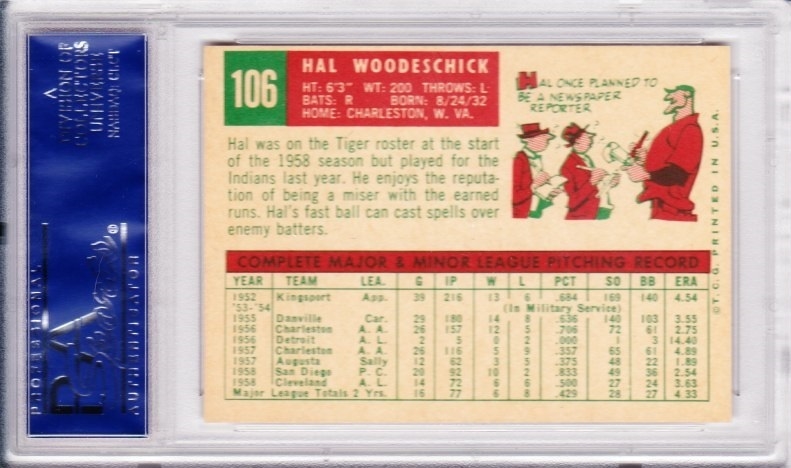 106
HAL WOODESCHICK
HT: 6'3" WT: 200 THROWS: L
BATS: R BORN: 8/24/32
HOME: CHARLESTON, W. VA.
Hal was on the Tiger roster at the start
of the 1958 season but played for the
Indians last year. He enjoys the reputa-
tion of being a miser with the earned
runs. Hal's fast ball can cast spells over
enemy batters.
HAL ONCE PLANNED TO
BE A NEWSPAPER
REPORTER
COMPLETE MAJOR & MINOR LEAGUE PITCHING RECORD
YEAR TEAM LEA. G IP W L PCT SO BB ERA
1952 Kingsport App. 39 216 13 6 .684 169 140 4.54
'53-'54 (In Military Service)
1955 Danville Car. 29 180 14 8 .636 140 103 3.55
1956 Charleston A. A. 26 157 12 5 .706 72 61 2.75
1956 Detroit A. L. 2 5 0 2 .000 1 3 14.40
1957 Charleston A. A. 26 116 5 9 .357 65 61 4.89
1957 Augusta Sally 12 62 3 5 .375 48 22 1.89
1958 San Diego P. C. 20 92 10 2 .833 49 36 2.54
1958 Cleveland A. L. 14 72 6 6 .500 27 24 3.63
Major League Totals 2 Yrs. 16 77 6 8 .429 28 27 4.33
© T. C. G. PRINTED IN U.S.A.
A
DIVISION OF
COLLECTORS
UNIVERSE
PROFESSIONAL
PSA
AUTHENTICATOR